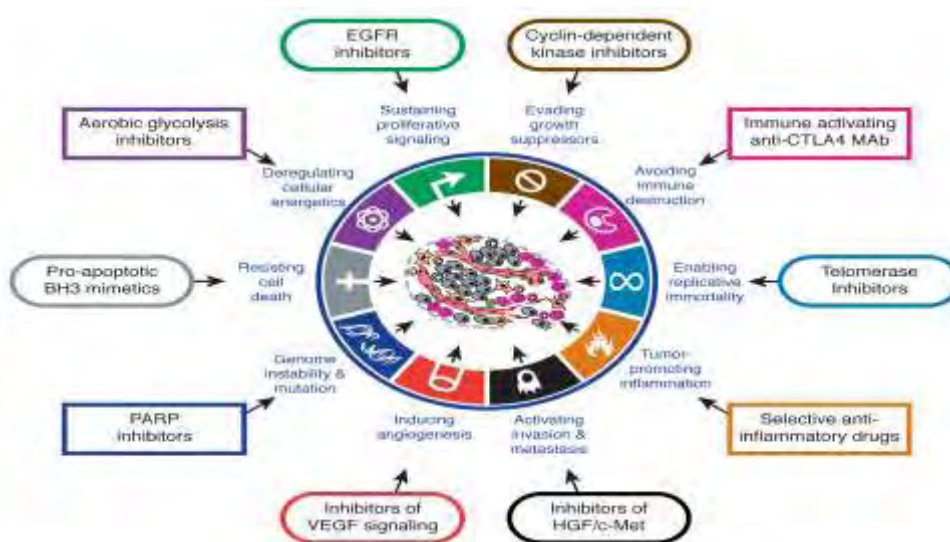 EGFR
inhibitors
Cyclin-dependent
kinase inhibitors
Sustaining
proliferative
signaling
Evading
growth
suppressors
Aerobic glycolysis
inhibitors
Immune activating
anti-CTLA4 MAb
Deregulating
cellular
energetics
Avoiding
immune
destruction
Pro-apoptotic
BH3 mimetics
Resisting
cell
death
Enabling
replicative
immortality
Telomerase
Inhibitors
Genome
instability &
mutation
Tumor-
promoting
inflammation
PARP
inhibitors
Inducing
angiogenesis
Activating
invasion &
metastasis
Selective anti-
inflammatory drugs
Inhibitors of
VEGF signaling
Inhibitors of
HGF/c-Met